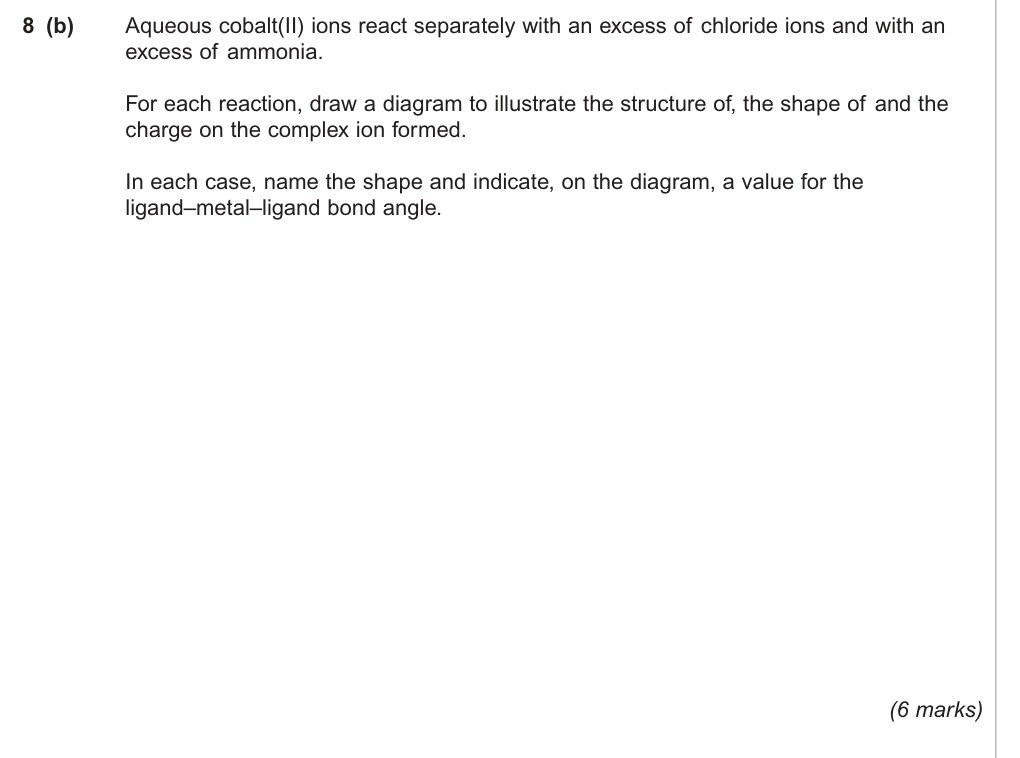 8 (b) Aqueous cobalt(II) ions react separately with an excess of chloride ions and with an
excess of ammonia.
For each reaction, draw a diagram to illustrate the structure of, the shape of and the
charge on the complex ion formed.
In each case, name the shape and indicate, on the diagram, a value for the
ligand–metal–ligand bond angle.
(6 marks)